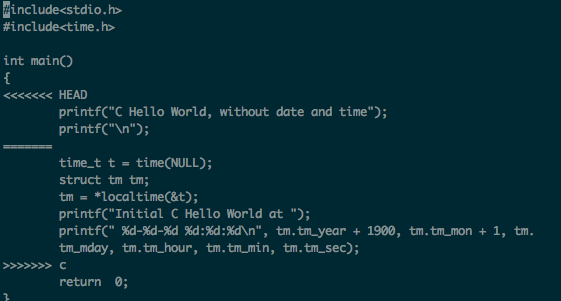 #include<stdio.h>
#include<time.h>

int main()
{
<<<<<<< HEAD
        printf("C Hello World, without date and time");
        printf("\n");
=======
        time_t t = time(NULL);
        struct tm tm;
        tm = *localtime(&t);
        printf("Initial C Hello World at ");
        printf(" %d-%d-%d %d:%d:%d\n", tm.tm_year + 1900, tm.tm_mon + 1, tm.
        tm_mday, tm.tm_hour, tm.tm_min, tm.tm_sec);
>>>>>>> c
        return  0;
}